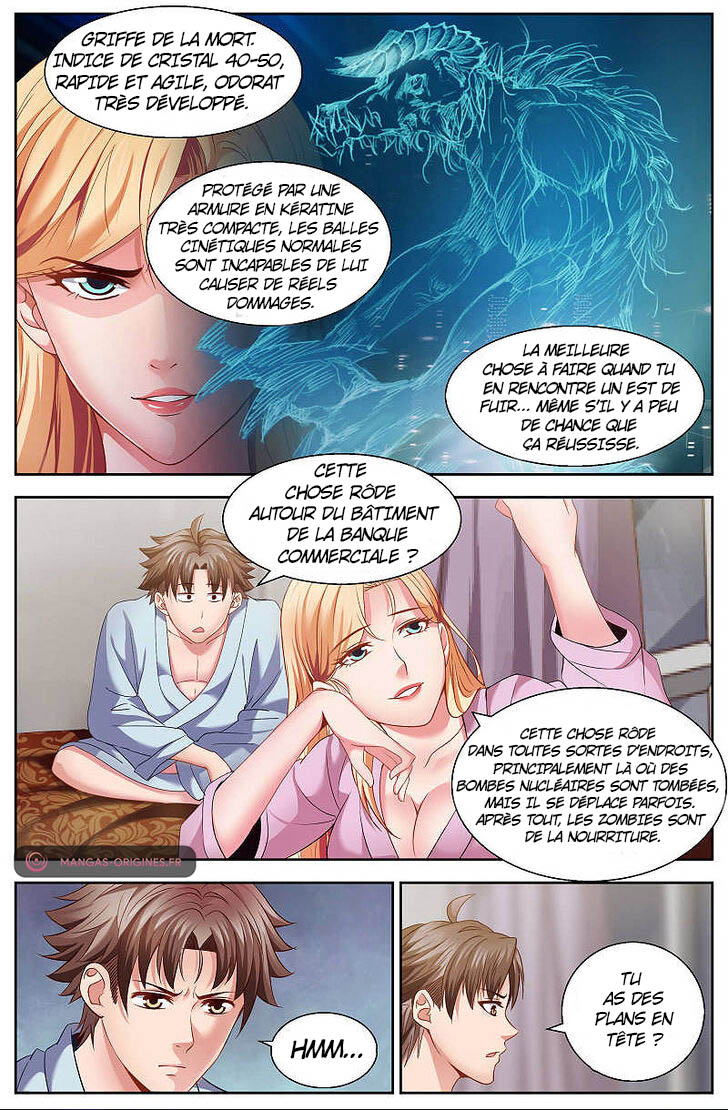 GRIFFE DE LA MORT.
INDICE DE CRISTAL 40-50,
RAPIDE ET AGILE, ODORAT
TRÈS DÉVELOPPÉ.
PROTÉGÉ PAR UNE
ARMURE EN KÉRATINE
TRÈS COMPACTE, LES BALLES
CINÉTIQUES NORMALES
SONT INCAPABLES DE LUI
CAUSER DE RÉELS
DOMMAGES.
LA MEILLEURE
CHOSE À FAIRE QUAND TU
EN RENCONTRE UN EST DE
FUIR... MÊME S'IL Y A PEU
DE CHANCE QUE
ÇA RÉUSSISSE.
CETTE
CHOSE RÔDE
AUTOUR DU BÂTIMENT
DE LA BANQUE
COMMERCIALE ?
CETTE CHOSE RÔDE
DANS TOUTES SORTES D'ENDROITS,
PRINCIPALEMENT LÀ OÙ DES
BOMBES NUCLÉAIRES SONT TOMBÉES,
MAIS IL SE DÉPLACE PARFOIS.
APRÈS TOUT, LES ZOMBIES SONT
DE LA NOURRITURE.
MANGAS-ORIGINES.FR
HMM...
TU
AS DES
PLANS EN
TÊTE ?